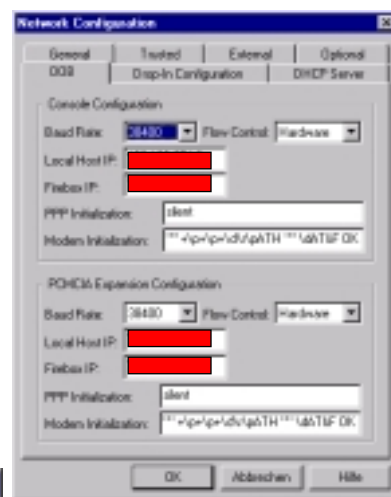 Network Configuration
General Trusted External Optional
OOB Drop-In Configuration DHCP Server
Console Configuration
Baud Rate: 38400 Flow Control: Hardware
Local Host IP:
Firebox IP:
PPP Initialization: silent
Modem Initialization:
PCMCIA Expansion Configuration
Baud Rate: 38400 Flow Control: Hardware
Local Host IP:
Firebox IP:
PPP Initialization: silent
Modem Initialization:
OK Abbrechen Hilfe